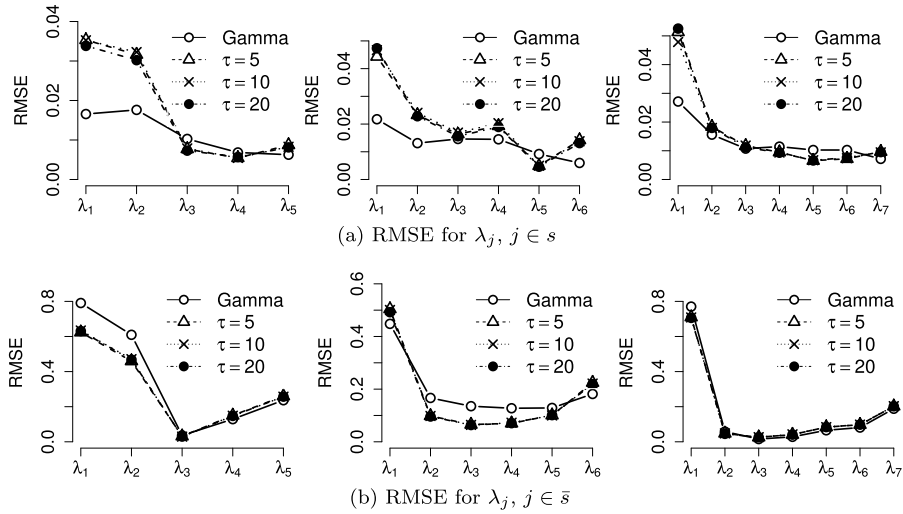 RMSE
0.00 0.02 0.04
Gamma
τ = 5
τ = 10
τ = 20
λ1 λ2 λ3 λ4 λ5
RMSE
0.00 0.02 0.04
Gamma
τ = 5
τ = 10
τ = 20
λ1 λ2 λ3 λ4 λ5 λ6
RMSE
0.00 0.02 0.04
Gamma
τ = 5
τ = 10
τ = 20
λ1 λ2 λ3 λ4 λ5 λ6 λ7
(a) RMSE for λj, j ∈ s
RMSE
0.0 0.4 0.8
Gamma
τ = 5
τ = 10
τ = 20
λ1 λ2 λ3 λ4 λ5
RMSE
0.0 0.2 0.4 0.6
Gamma
τ = 5
τ = 10
τ = 20
λ1 λ2 λ3 λ4 λ5 λ6
RMSE
0.0 0.4 0.8
Gamma
τ = 5
τ = 10
τ = 20
λ1 λ2 λ3 λ4 λ5 λ6 λ7
(b) RMSE for λj, j ∈ s̄